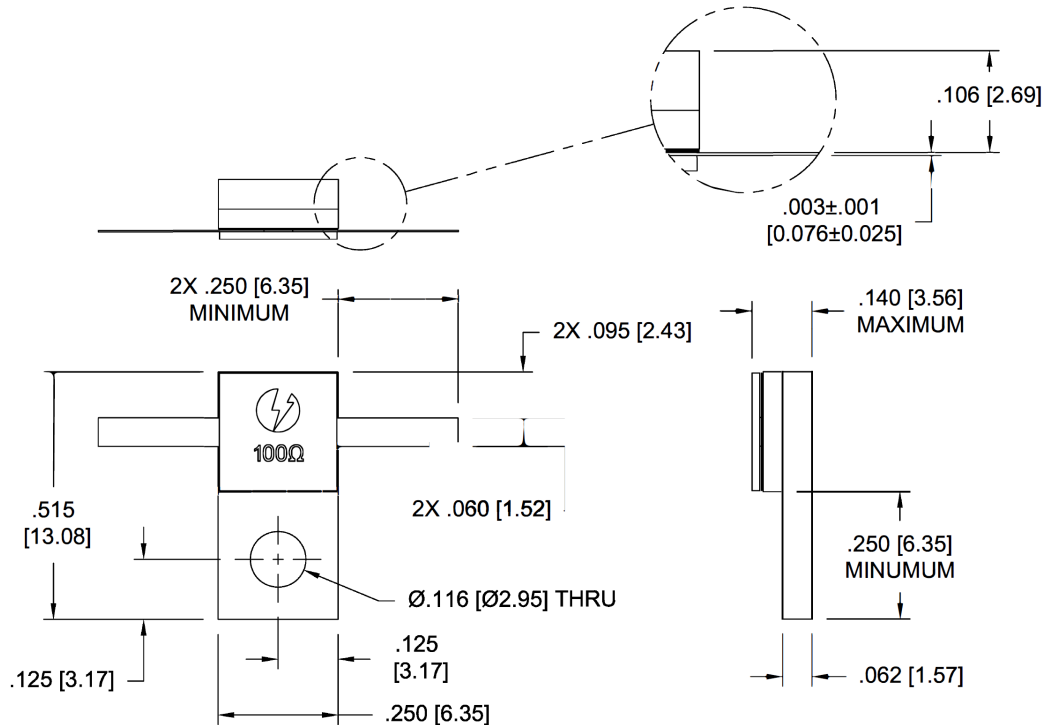 .106 [2.69]
.003±.001
[0.076±0.025]
2X .250 [6.35]
MINIMUM
2X .095 [2.43]
.140 [3.56]
MAXIMUM
100Ω
.515
[13.08]
2X .060 [1.52]
.250 [6.35]
MINUMUM
Ø.116 [Ø2.95] THRU
.125 [3.17]
.125
[3.17]
.062 [1.57]
.250 [6.35]